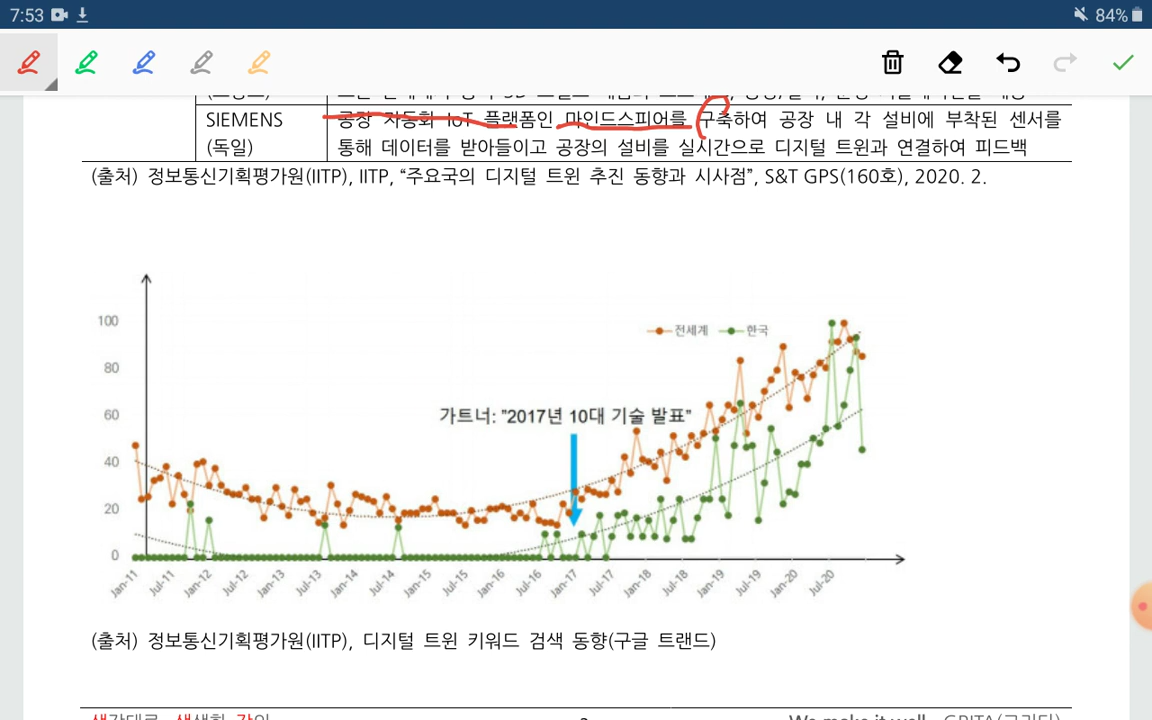 7:53
84%
SIEMENS
(독일)
공장 자동화 IoT 플랫폼인 마인드스피어를 구축하여 공장 내 각 설비에 부착된 센서를
통해 데이터를 받아들이고 공장의 설비를 실시간으로 디지털 트윈과 연결하여 피드백
(출처) 정보통신기획평가원(IITP), IITP, “주요국의 디지털 트윈 추진 동향과 시사점”, S&T GPS(160호), 2020. 2.
전세계 한국
가트너: "2017년 10대 기술 발표"
100
80
60
40
20
0
Jan-11 Jul-11 Jan-12 Jul-12 Jan-13 Jul-13 Jan-14 Jul-14 Jan-15 Jul-15 Jan-16 Jul-16 Jan-17 Jul-17 Jan-18 Jul-18 Jan-19 Jul-19 Jan-20 Jul-20
(출처) 정보통신기획평가원(IITP), 디지털 트윈 키워드 검색 동향(구글 트랜드)